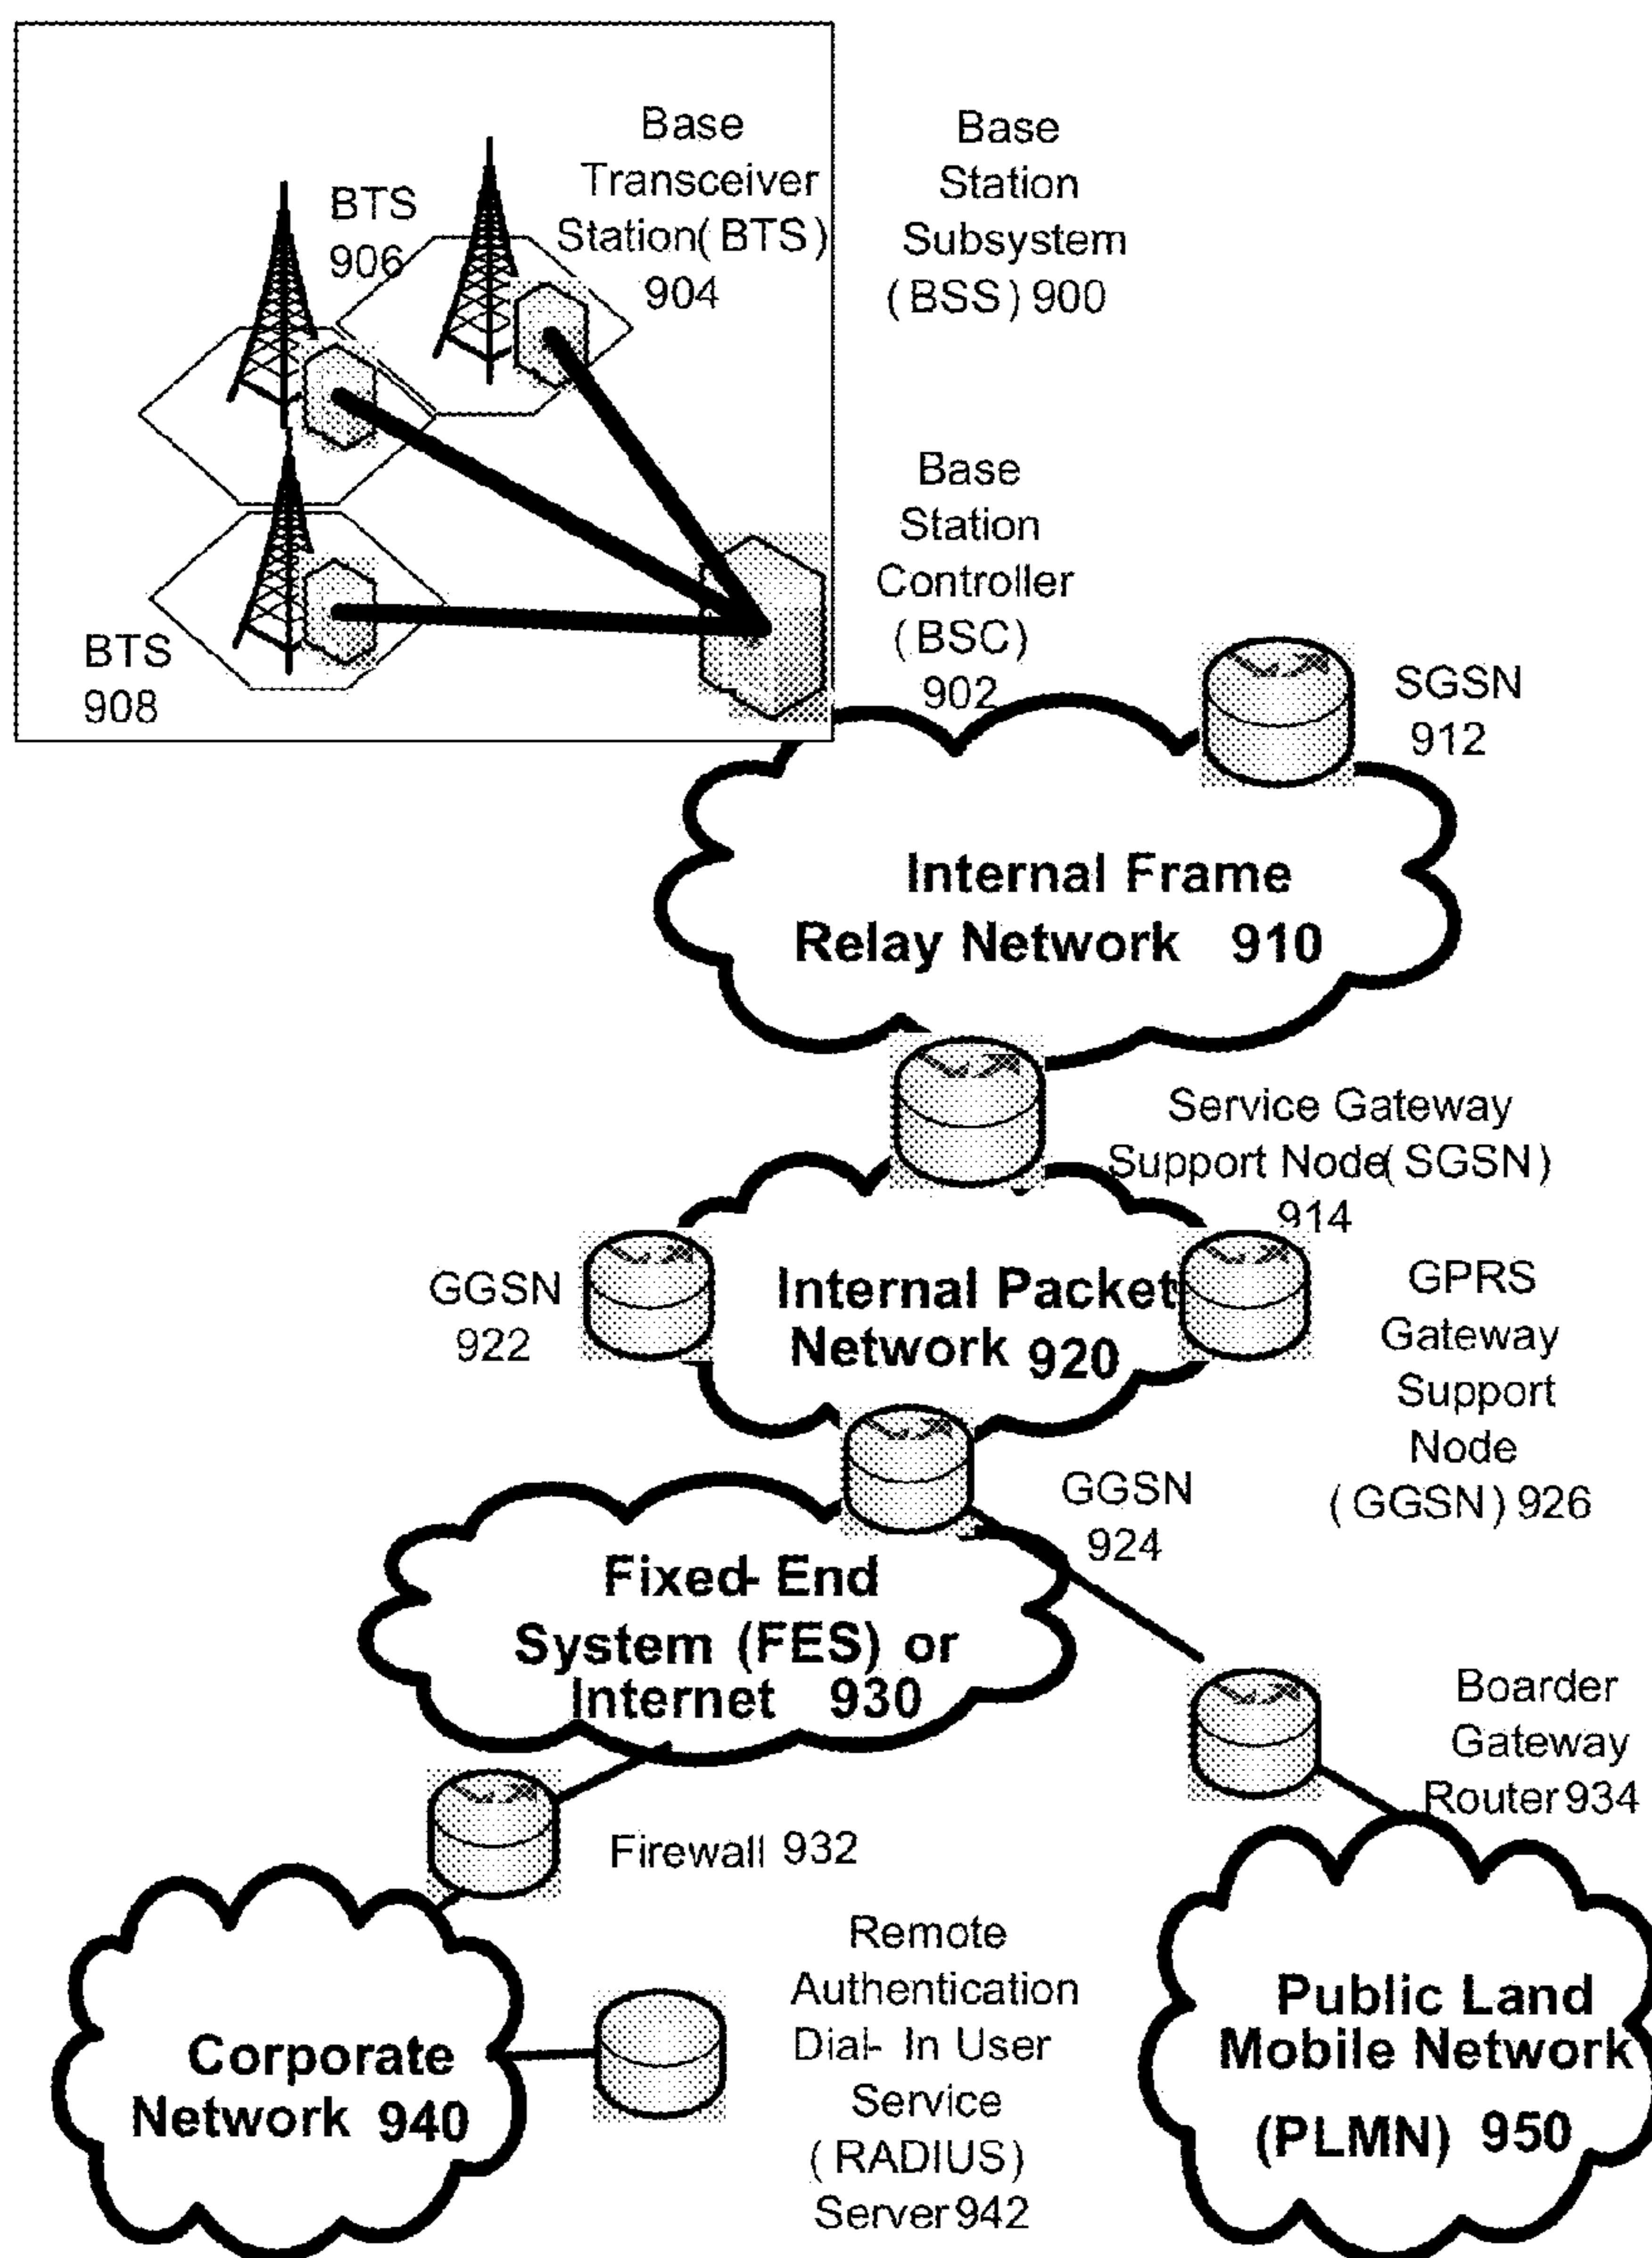 Base
Transceiver
Station(BTS)
904
BTS
906
BTS
908
Base
Station
Subsystem
(BSS) 900
Base
Station
Controller
(BSC)
902
SGSN
912
Internal Frame
Relay Network 910
Service Gateway
Support Node(SGSN)
914
GGSN
922
Internal Packet
Network 920
GPRS
Gateway
Support
Node
(GGSN) 926
GGSN
924
Fixed-End
System (FES) or
Internet 930
Boarder
Gateway
Router 934
Firewall 932
Corporate
Network 940
Remote
Authentication
Dial-In User
Service
(RADIUS)
Server 942
Public Land
Mobile Network
(PLMN) 950